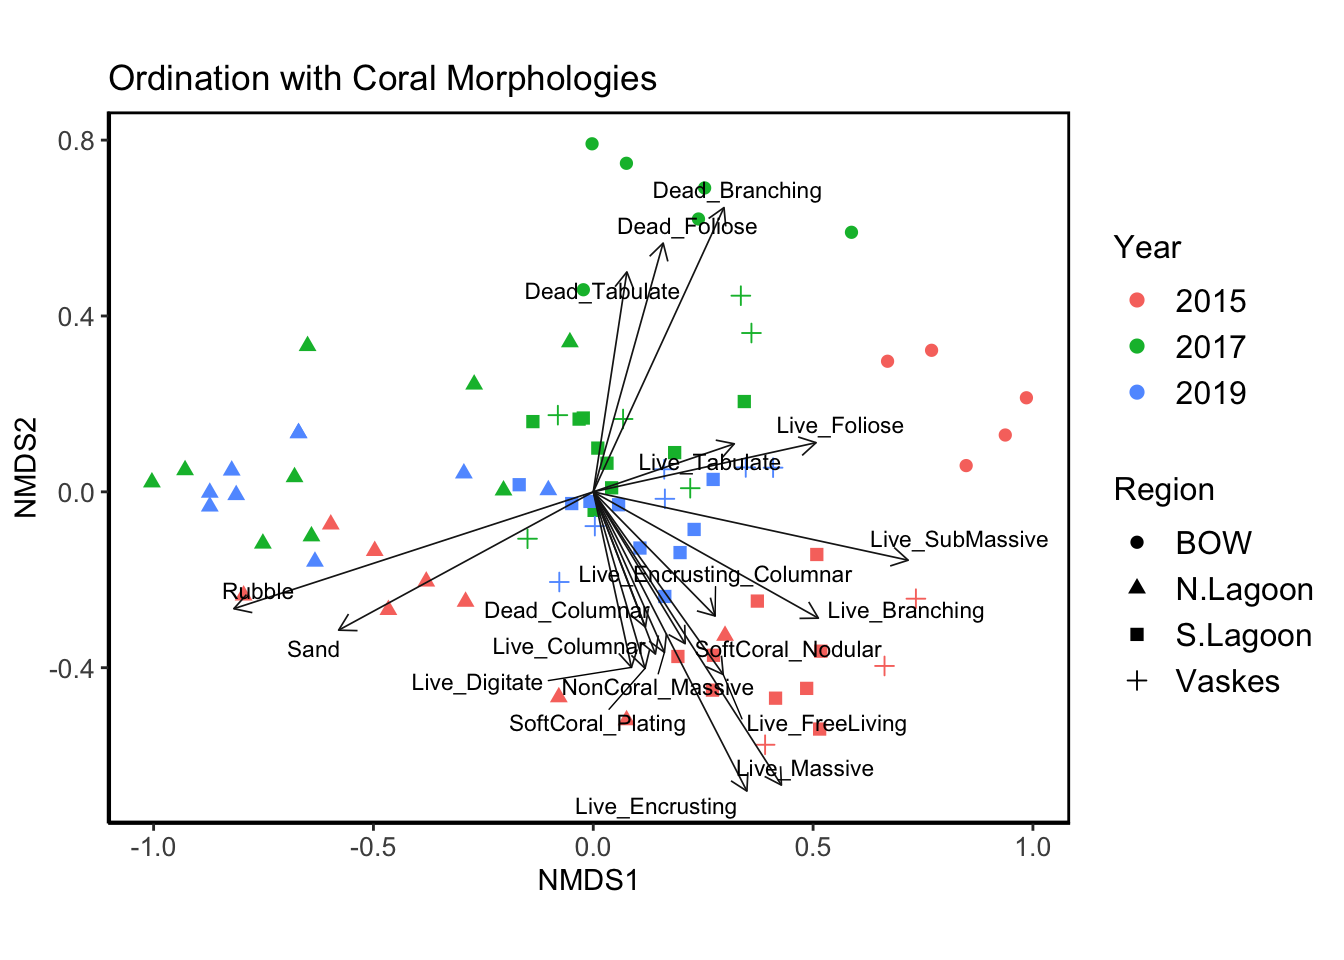 Ordination with Coral Morphologies
0.8
0.4
0.0
-0.4
NMDS2
Dead_Branching
Dead_Foliose
Dead_Tabulate
Live_Foliose
Live_Tabulate
Live_SubMassive
Live_Encrusting_Columnar
Rubble
Dead_Columnar
Live_Branching
Sand
Live_Columnar
SoftCoral_Nodular
Live_Digitate
NonCoral_Massive
SoftCoral_Plating
Live_FreeLiving
Live_Massive
Live_Encrusting
-1.0
-0.5
0.0
0.5
1.0
NMDS1
Year
2015
2017
2019
Region
BOW
N.Lagoon
S.Lagoon
Vaskes